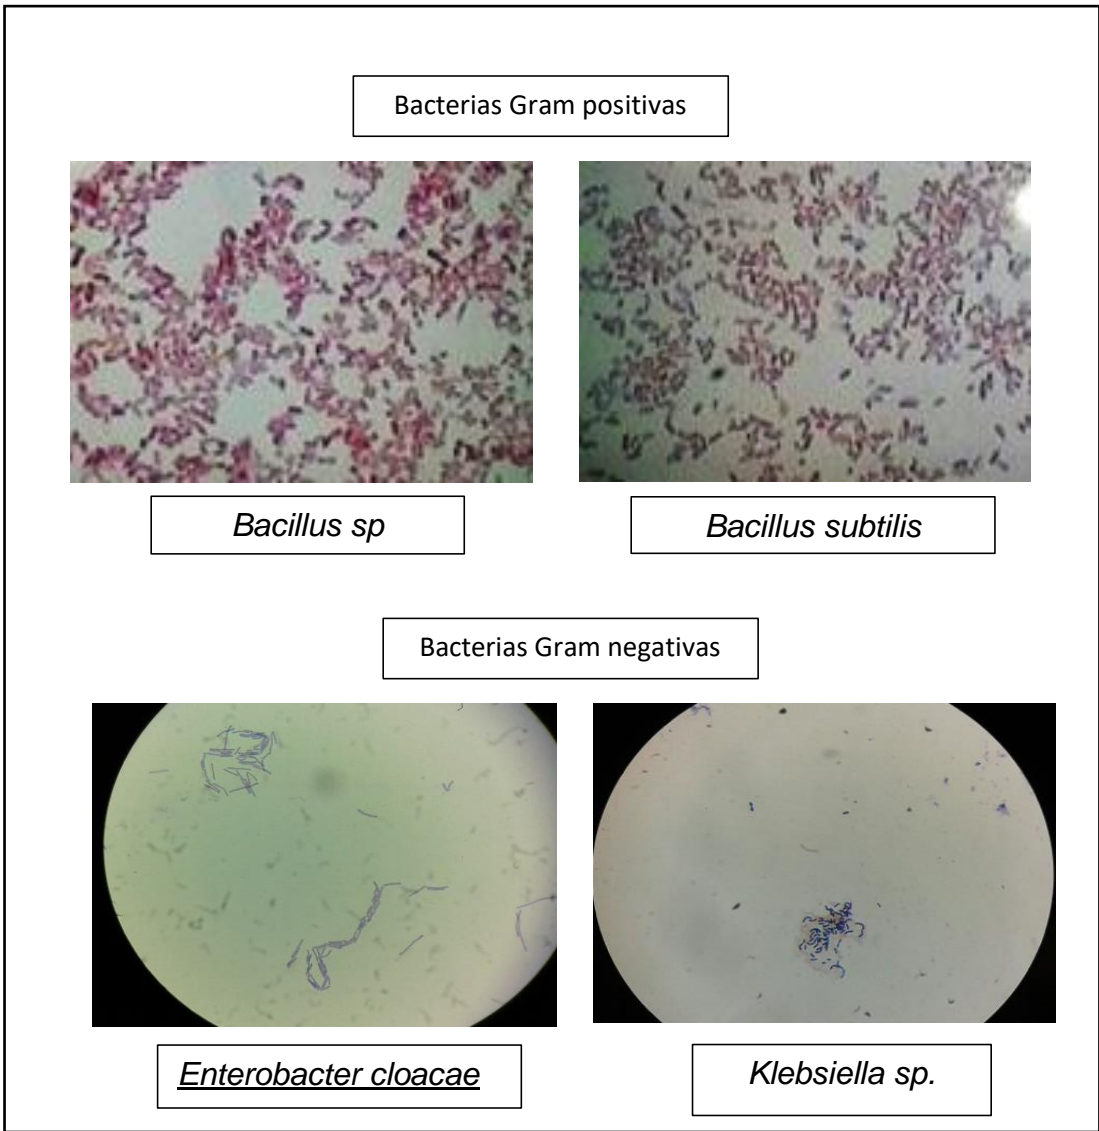 Bacterias Gram positivas
Bacillus sp
Bacillus subtilis
Bacterias Gram negativas
Enterobacter cloacae
Klebsiella sp.